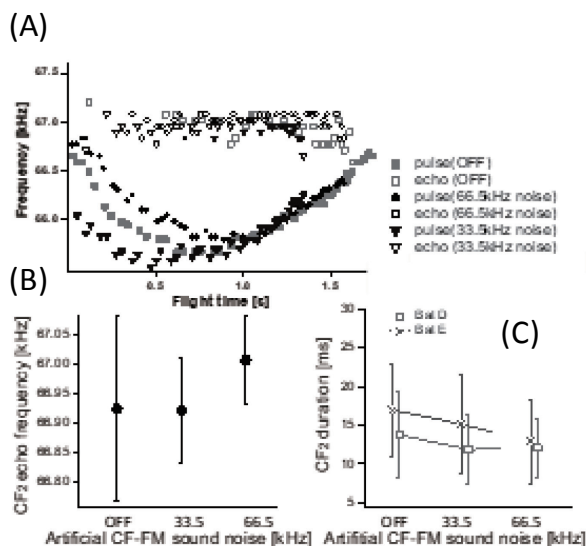 (A)
67.5
67.0
66.5
66.0
Frequency [kHz]
0.5
1.0
1.5
Flight time [s]
pulse(OFF)
echo (OFF)
pulse(66.5kHz noise)
echo (66.5kHz noise)
pulse(33.5kHz noise)
echo (33.5kHz noise)
(B)
67.05
67.00
66.95
66.90
66.85
66.80
CF2 echo frequency [kHz]
OFF
33.5
66.5
Artificial CF-FM sound noise [kHz]
(C)
30
25
20
15
10
5
CF2 duration [ms]
Bat D
Bat E
OFF
33.5
66.5
Artifitial CF-FM sound noise [kHz]